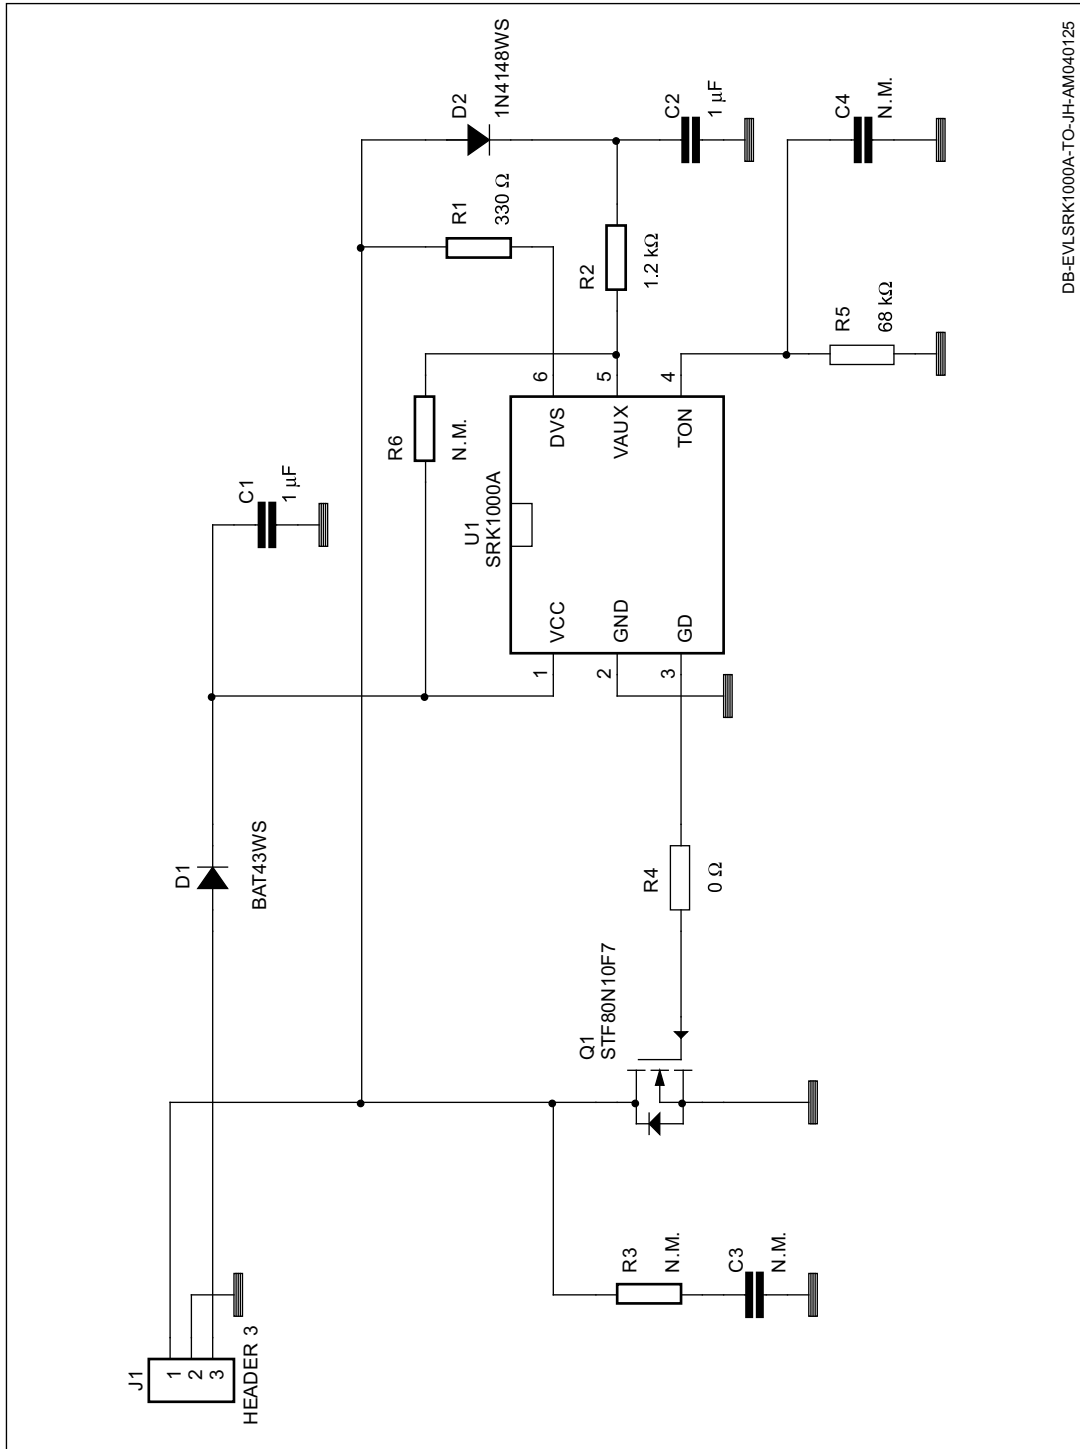 J1
1
2
3
HEADER 3
D1
BAT43WS
C1
1 µF
R3
N.M.
C3
N.M.
Q1
STF80N10F7
R4
0 Ω
R6
N.M.
U1
SRK1000A
VCC
GND
GD
1
2
3
DVS
VAUX
TON
6
5
4
R1
330 Ω
R2
1.2 kΩ
D2
1N4148WS
C2
1 µF
R5
68 kΩ
C4
N.M.
DB-EVLSRK1000A-TO-JH-AM040125